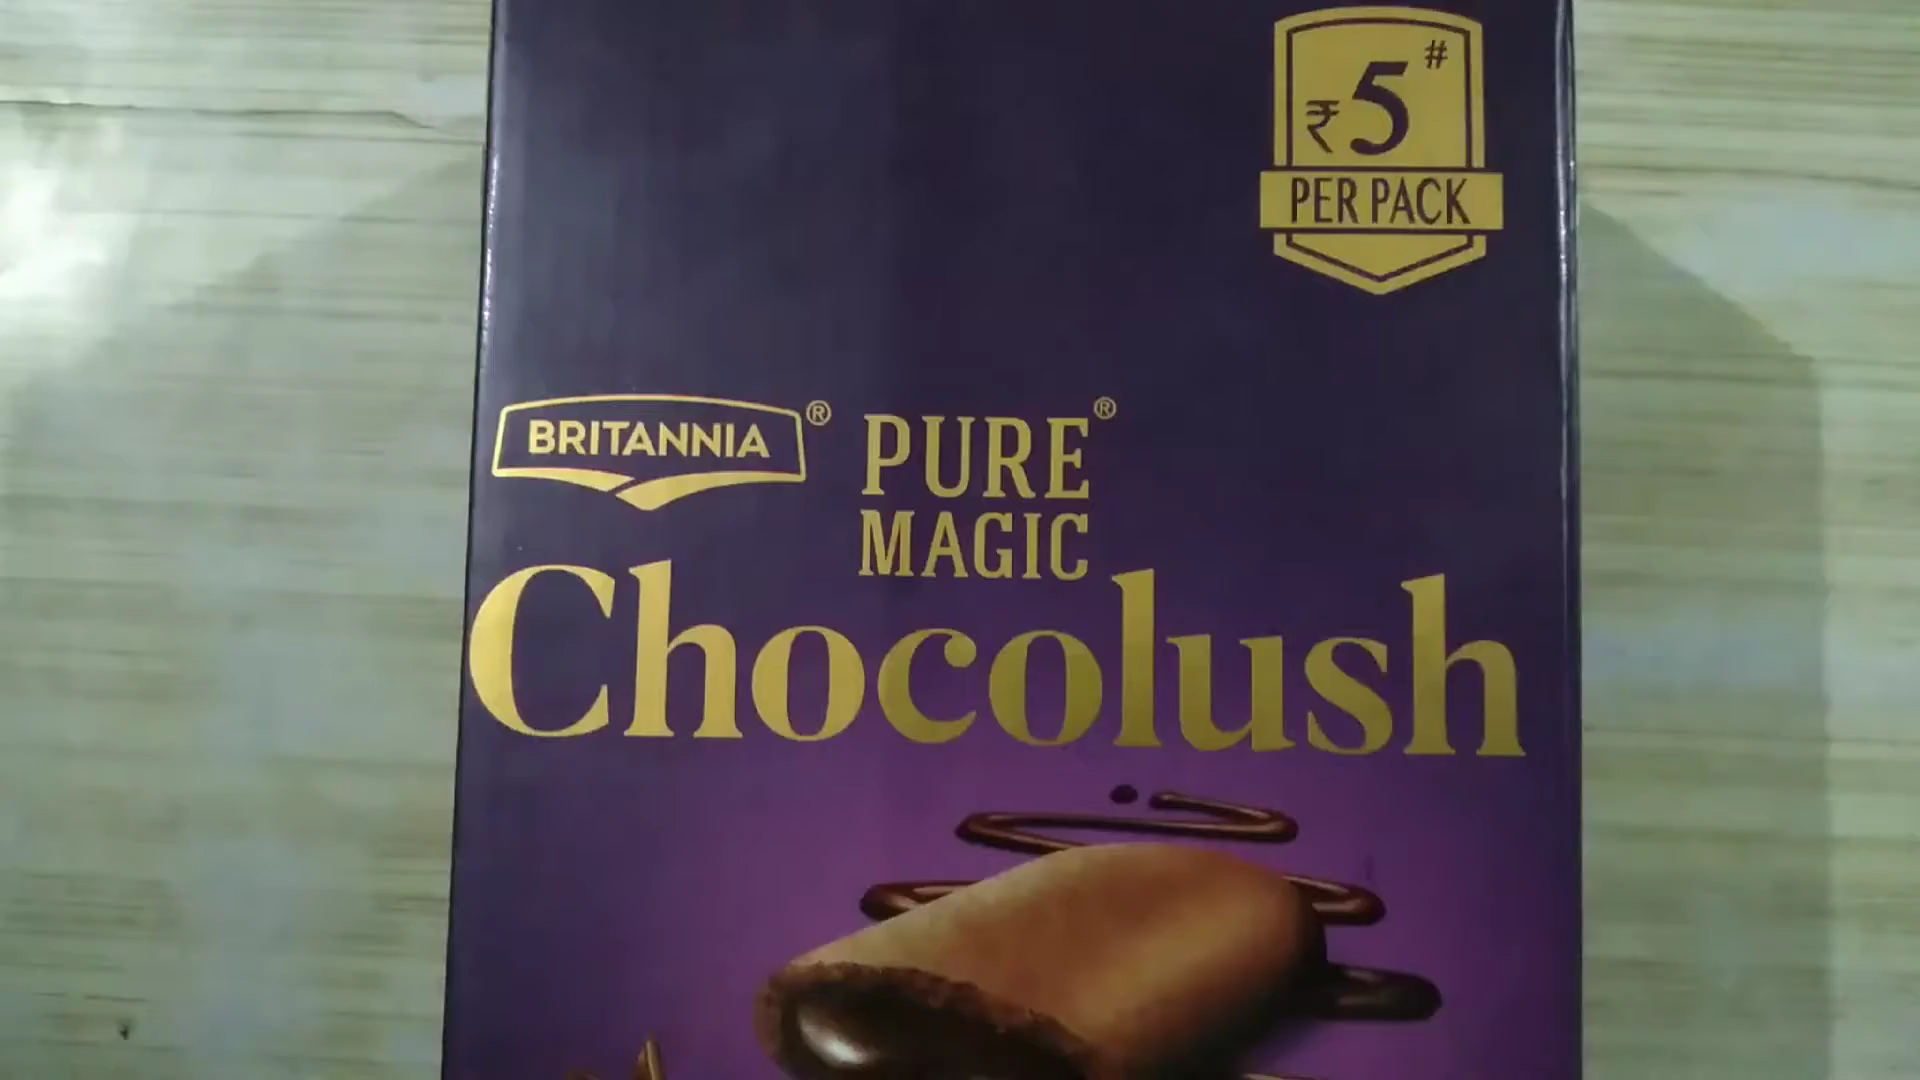 ₹5#
PER PACK
BRITANNIA® PURE®
MAGIC
Chocolush